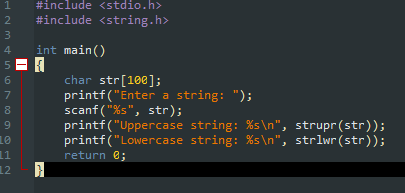 1 #include <stdio.h>
2 #include <string.h>
3
4 int main()
5 {
6 char str[100];
7 printf("Enter a string: ");
8 scanf("%s", str);
9 printf("Uppercase string: %s\n", strupr(str));
10 printf("Lowercase string: %s\n", strlwr(str));
11 return 0;
12 }